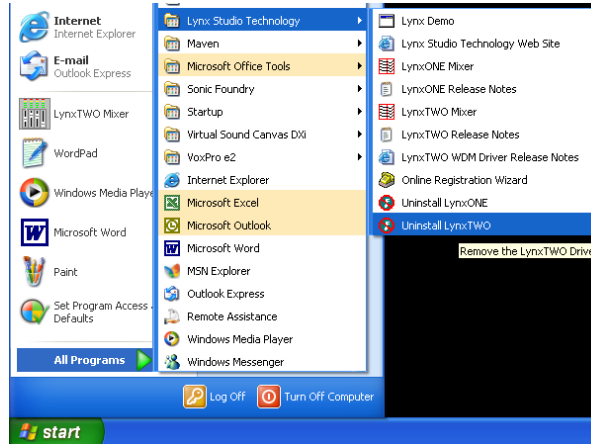 Internet
Internet Explorer
E-mail
Outlook Express
LynxTWO Mixer
WordPad
Windows Media Playe
Microsoft Word
Paint
Set Program Access
Defaults
All Programs
Lynx Studio Technology
Maven
Microsoft Office Tools
Sonic Foundry
Startup
Virtual Sound Canvas DXi
VoxPro e2
Internet Explorer
Microsoft Excel
Microsoft Outlook
Microsoft Word
MSN Explorer
Outlook Express
Remote Assistance
Windows Media Player
Windows Messenger
Lynx Demo
Lynx Studio Technology Web Site
LynxONE Mixer
LynxONE Release Notes
LynxTWO Mixer
LynxTWO Release Notes
LynxTWO WDM Driver Release Notes
Online Registration Wizard
Uninstall LynxONE
Uninstall LynxTWO
Remove the LynxTWO Drive
Log Off
Turn Off Computer
start